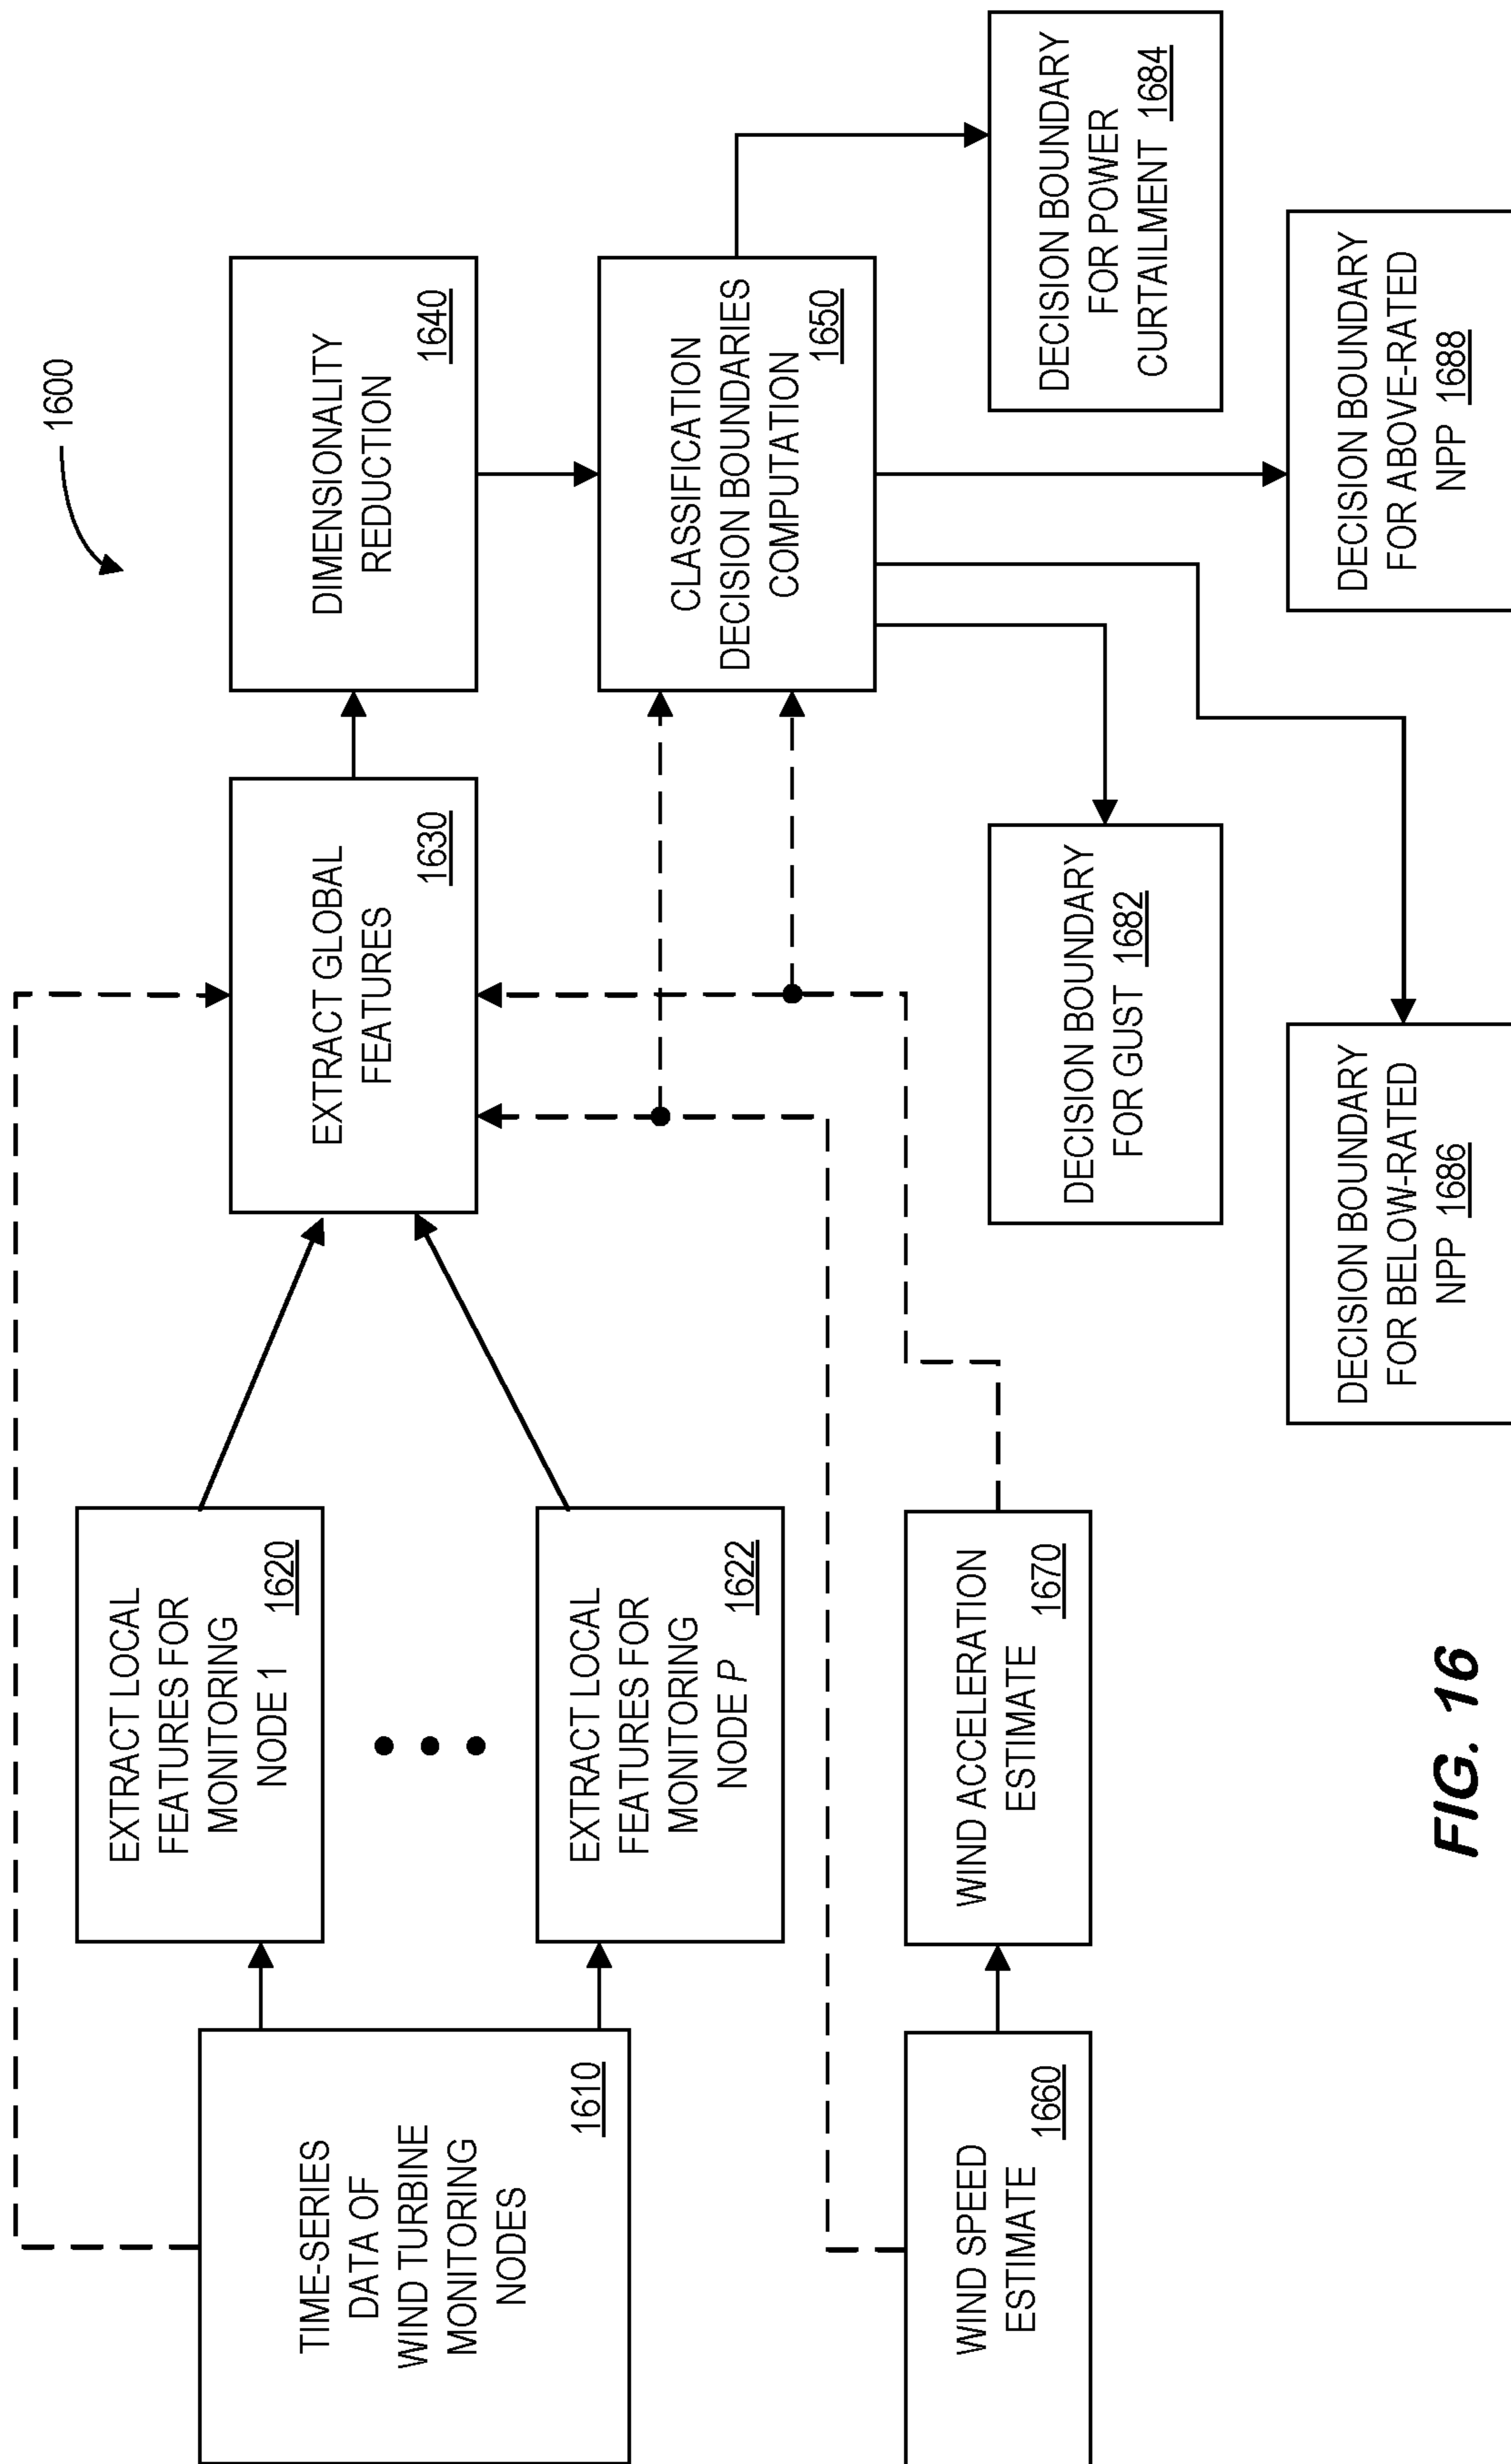 1600
TIME-SERIES
DATA OF
WIND TURBINE
MONITORING
NODES
1610
EXTRACT LOCAL
FEATURES FOR
MONITORING
NODE 1
1620
EXTRACT LOCAL
FEATURES FOR
MONITORING
NODE P
1622
EXTRACT GLOBAL
FEATURES
1630
DIMENSIONALITY
REDUCTION
1640
CLASSIFICATION
DECISION BOUNDARIES
COMPUTATION
1650
WIND SPEED
ESTIMATE
1660
WIND ACCELERATION
ESTIMATE
1670
DECISION BOUNDARY
FOR GUST 1682
DECISION BOUNDARY
FOR POWER
CURTAILMENT 1684
DECISION BOUNDARY
FOR BELOW-RATED
NPP 1686
DECISION BOUNDARY
FOR ABOVE-RATED
NPP 1688
FIG. 16